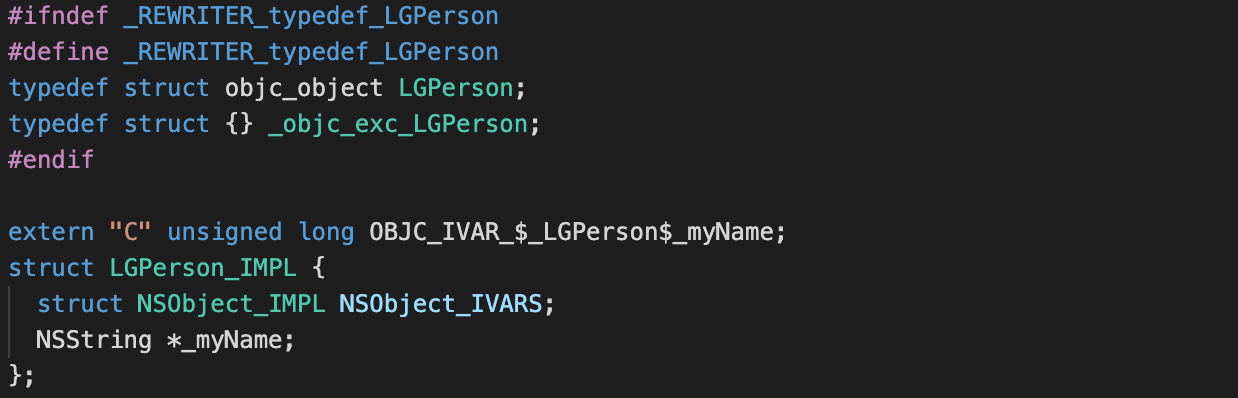 #ifndef _REWRITER_typedef_LGPerson
#define _REWRITER_typedef_LGPerson
typedef struct objc_object LGPerson;
typedef struct {} _objc_exc_LGPerson;
#endif
extern "C" unsigned long OBJC_IVAR_$_LGPerson$_myName;
struct LGPerson_IMPL {
struct NSObject_IMPL NSObject_IVARS;
NSString *_myName;
};